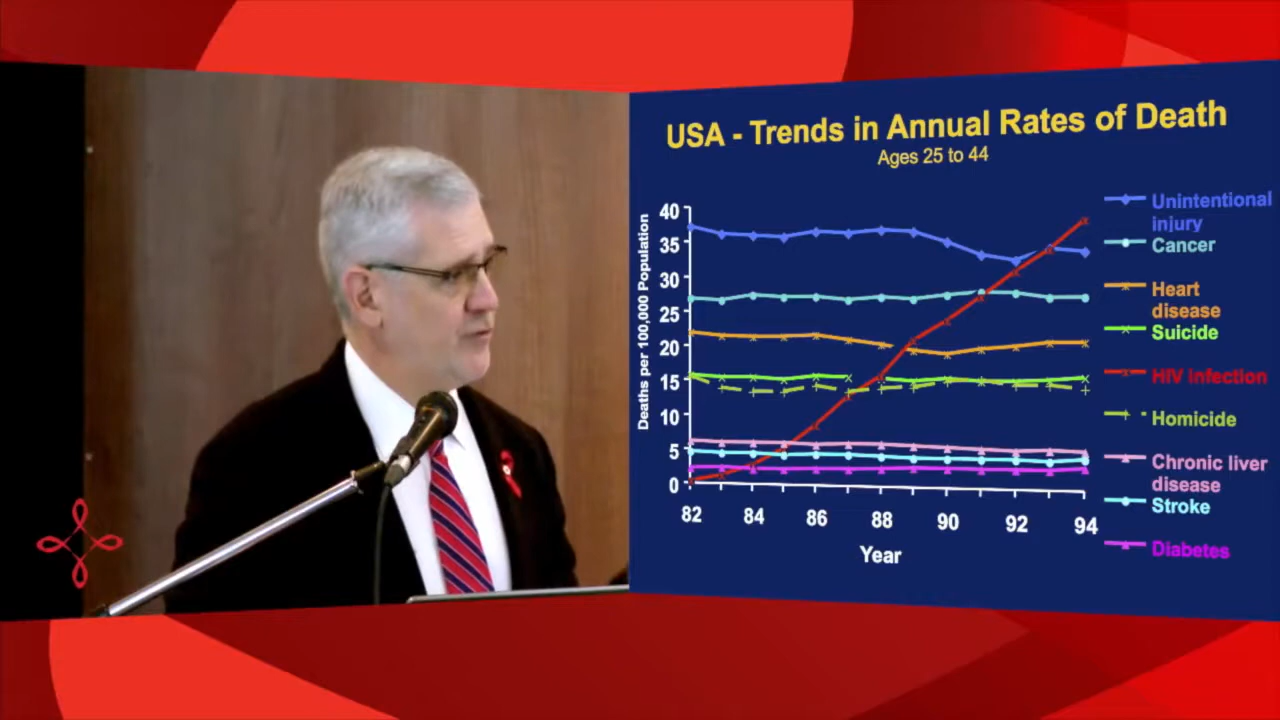 USA - Trends in Annual Rates of Death
Ages 25 to 44
Deaths per 100,000 Population
40
35
30
25
20
15
10
5
0
82
84
86
88
90
92
94
Year
Unintentional
injury
Cancer
Heart
disease
Suicide
HIV infection
Homicide
Chronic liver
disease
Stroke
Diabetes